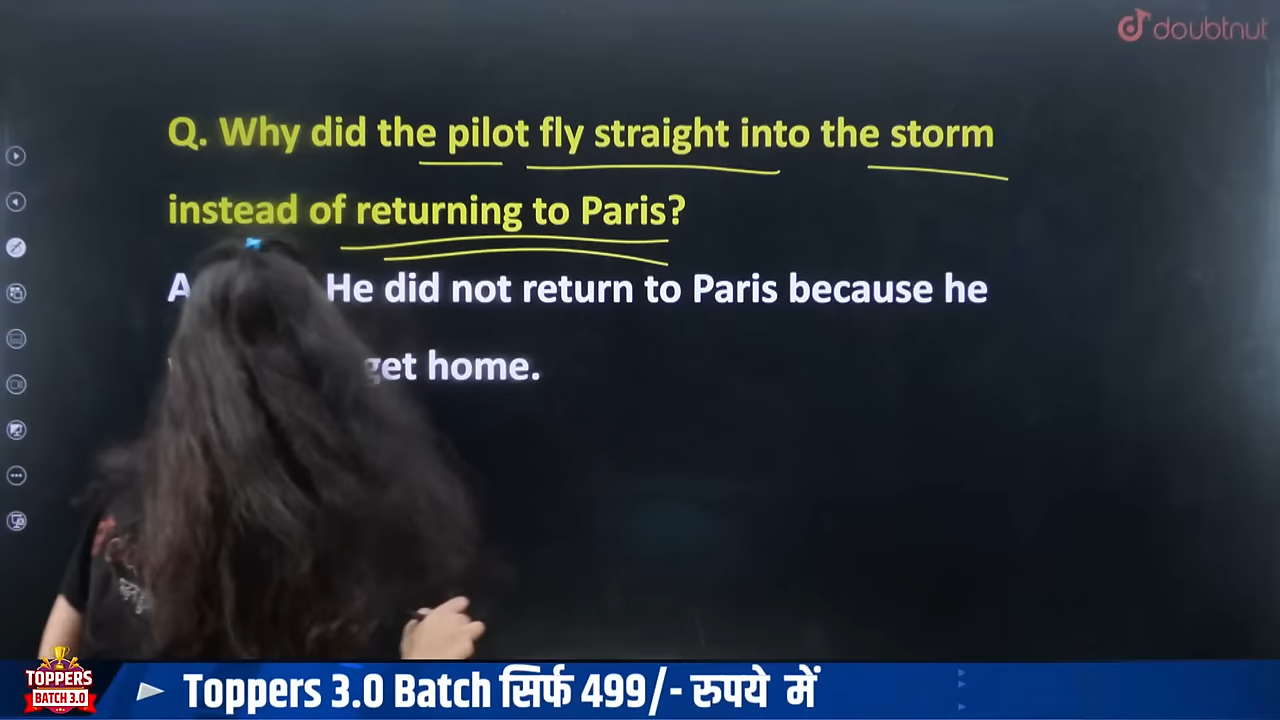 doubtnut
Q. Why did the pilot fly straight into the storm
instead of returning to Paris?
He did not return to Paris because he
get home.
TOPPERS
BATCH 3.0
Toppers 3.0 Batch सिर्फ 499/- रुपये में